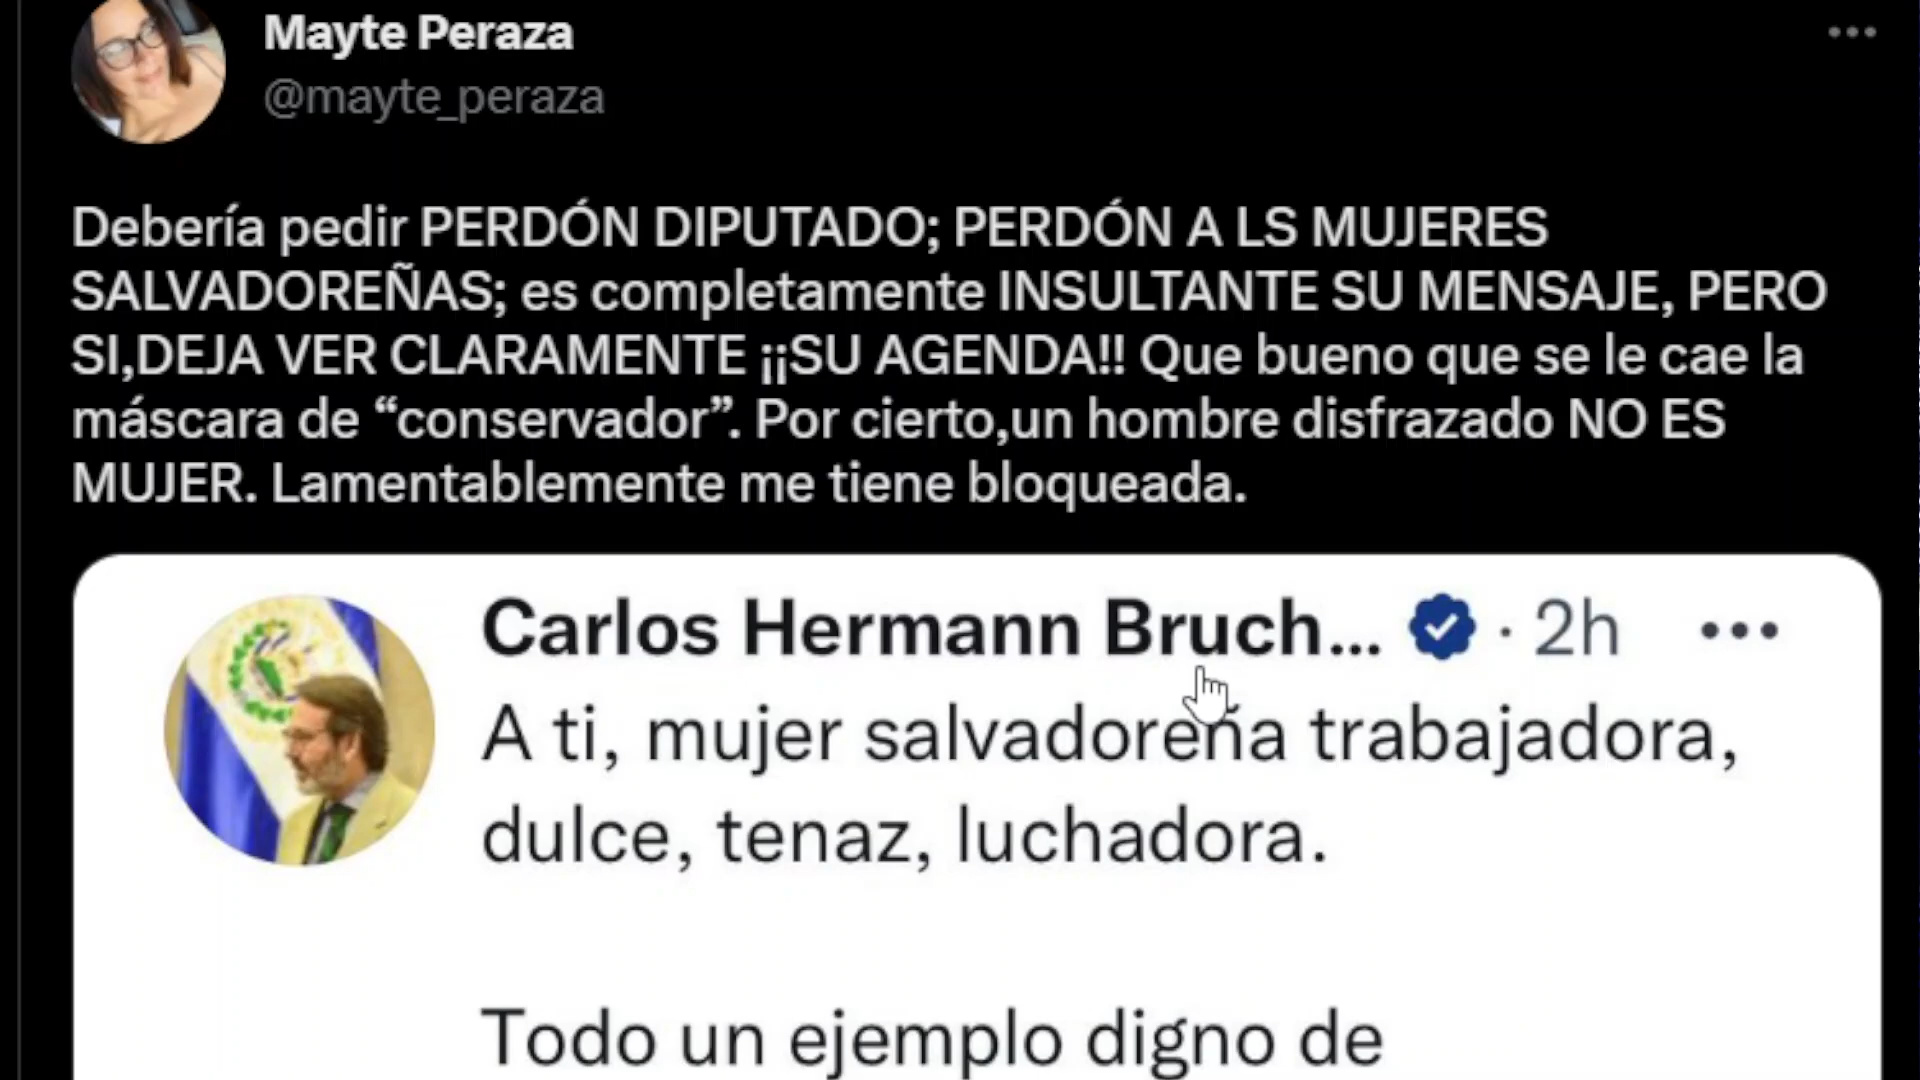 Mayte Peraza
@mayte_peraza
Debería pedir PERDÓN DIPUTADO; PERDÓN A LS MUJERES
SALVADOREÑAS; es completamente INSULTANTE SU MENSAJE, PERO
SI,DEJA VER CLARAMENTE ¡¡SU AGENDA!! Que bueno que se le cae la
máscara de “conservador”. Por cierto,un hombre disfrazado NO ES
MUJER. Lamentablemente me tiene bloqueada.
Carlos Hermann Bruch... · 2h
A ti, mujer salvadoreña trabajadora,
dulce, tenaz, luchadora.
Todo un ejemplo digno de